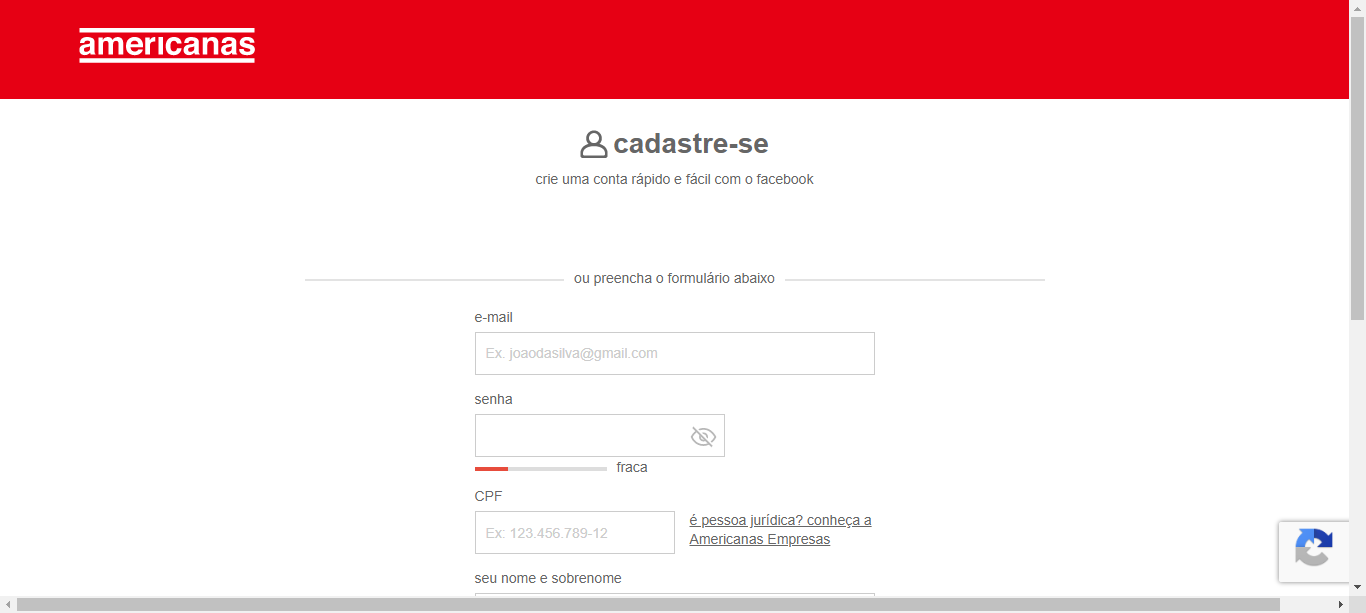 americanas
cadastre-se
crie uma conta rápido e fácil com o facebook
ou preencha o formulário abaixo
e-mail
Ex. joaodasilva@gmail.com
senha
fraca
CPF
Ex: 123.456.789-12
é pessoa jurídica? conheça a
Americanas Empresas
seu nome e sobrenome